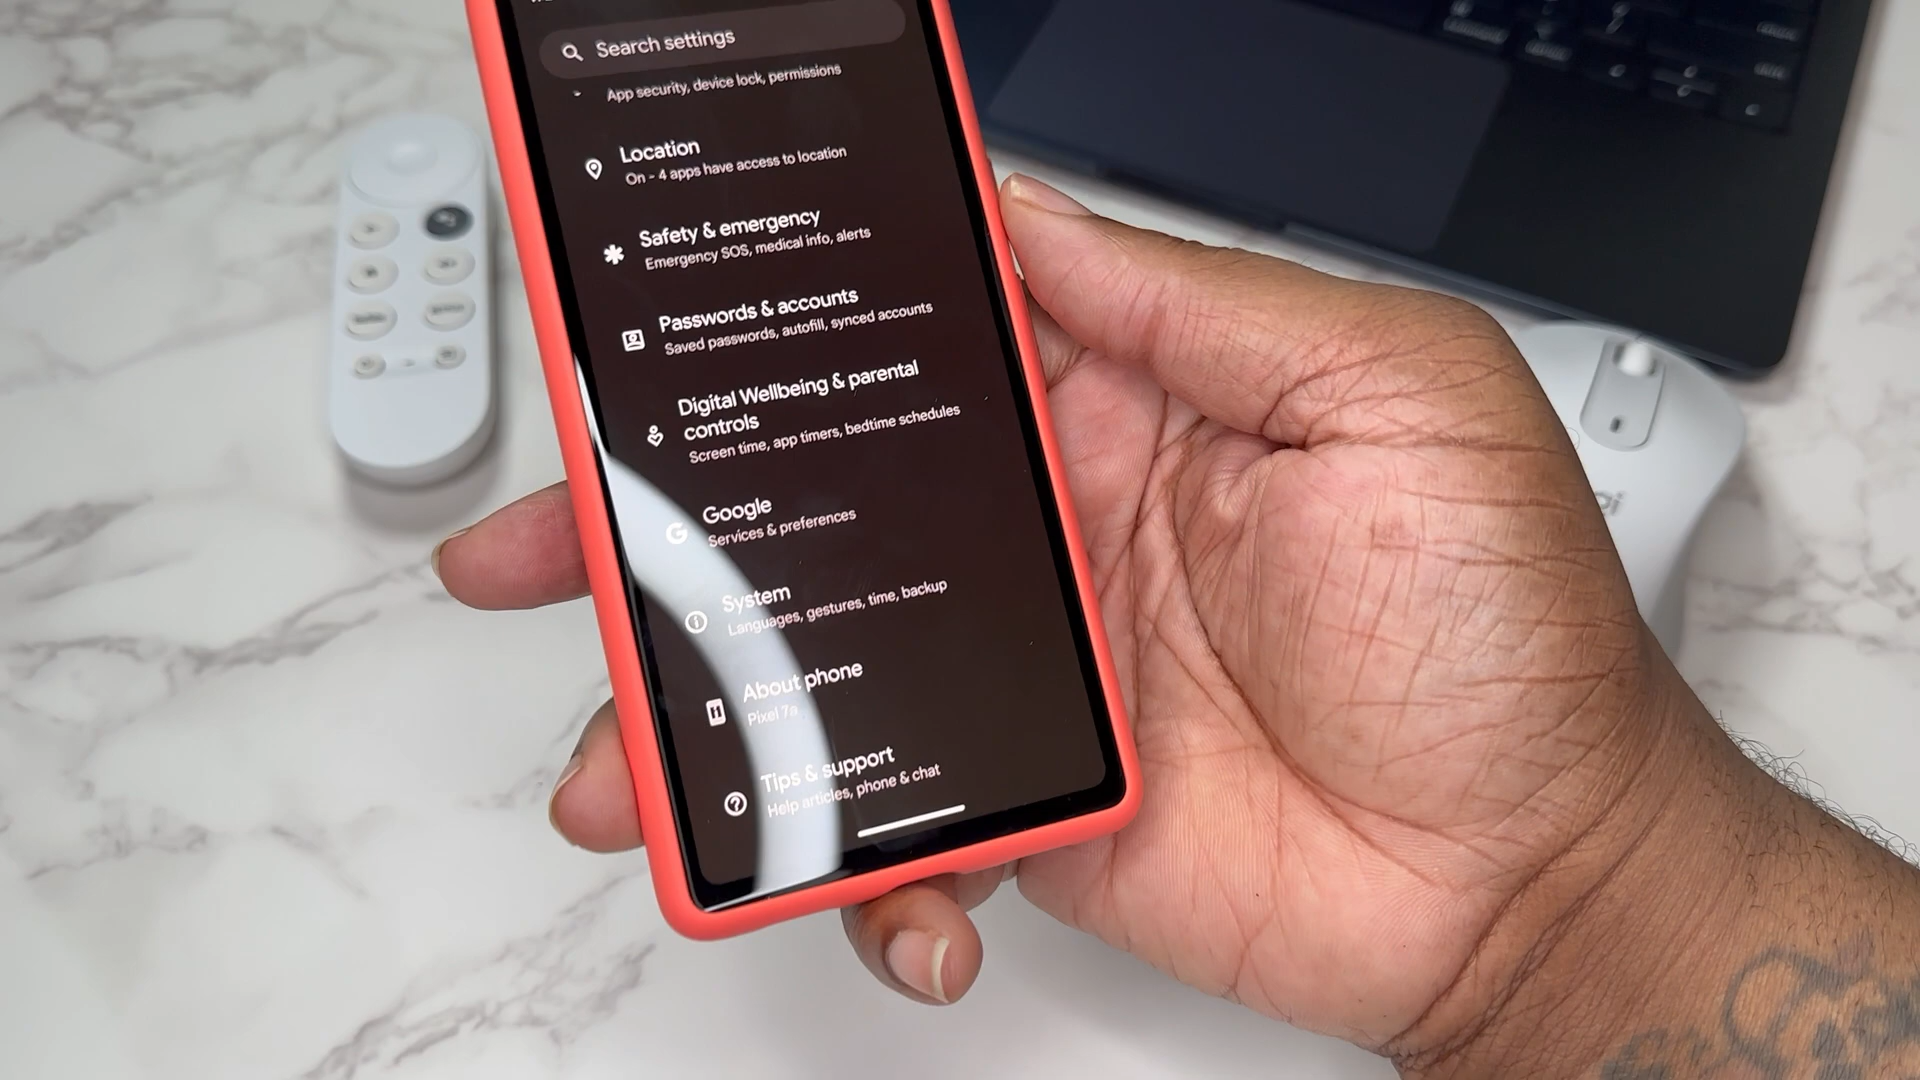 Search settings
App security, device lock, permissions
Location
On - 4 apps have access to location
Safety & emergency
Emergency SOS, medical info, alerts
Passwords & accounts
Saved passwords, autofill, synced accounts
Digital Wellbeing & parental
controls
Screen time, app timers, bedtime schedules
Google
Services & preferences
System
Languages, gestures, time, backup
About phone
Pixel 7a
Tips & support
Help articles, phone & chat